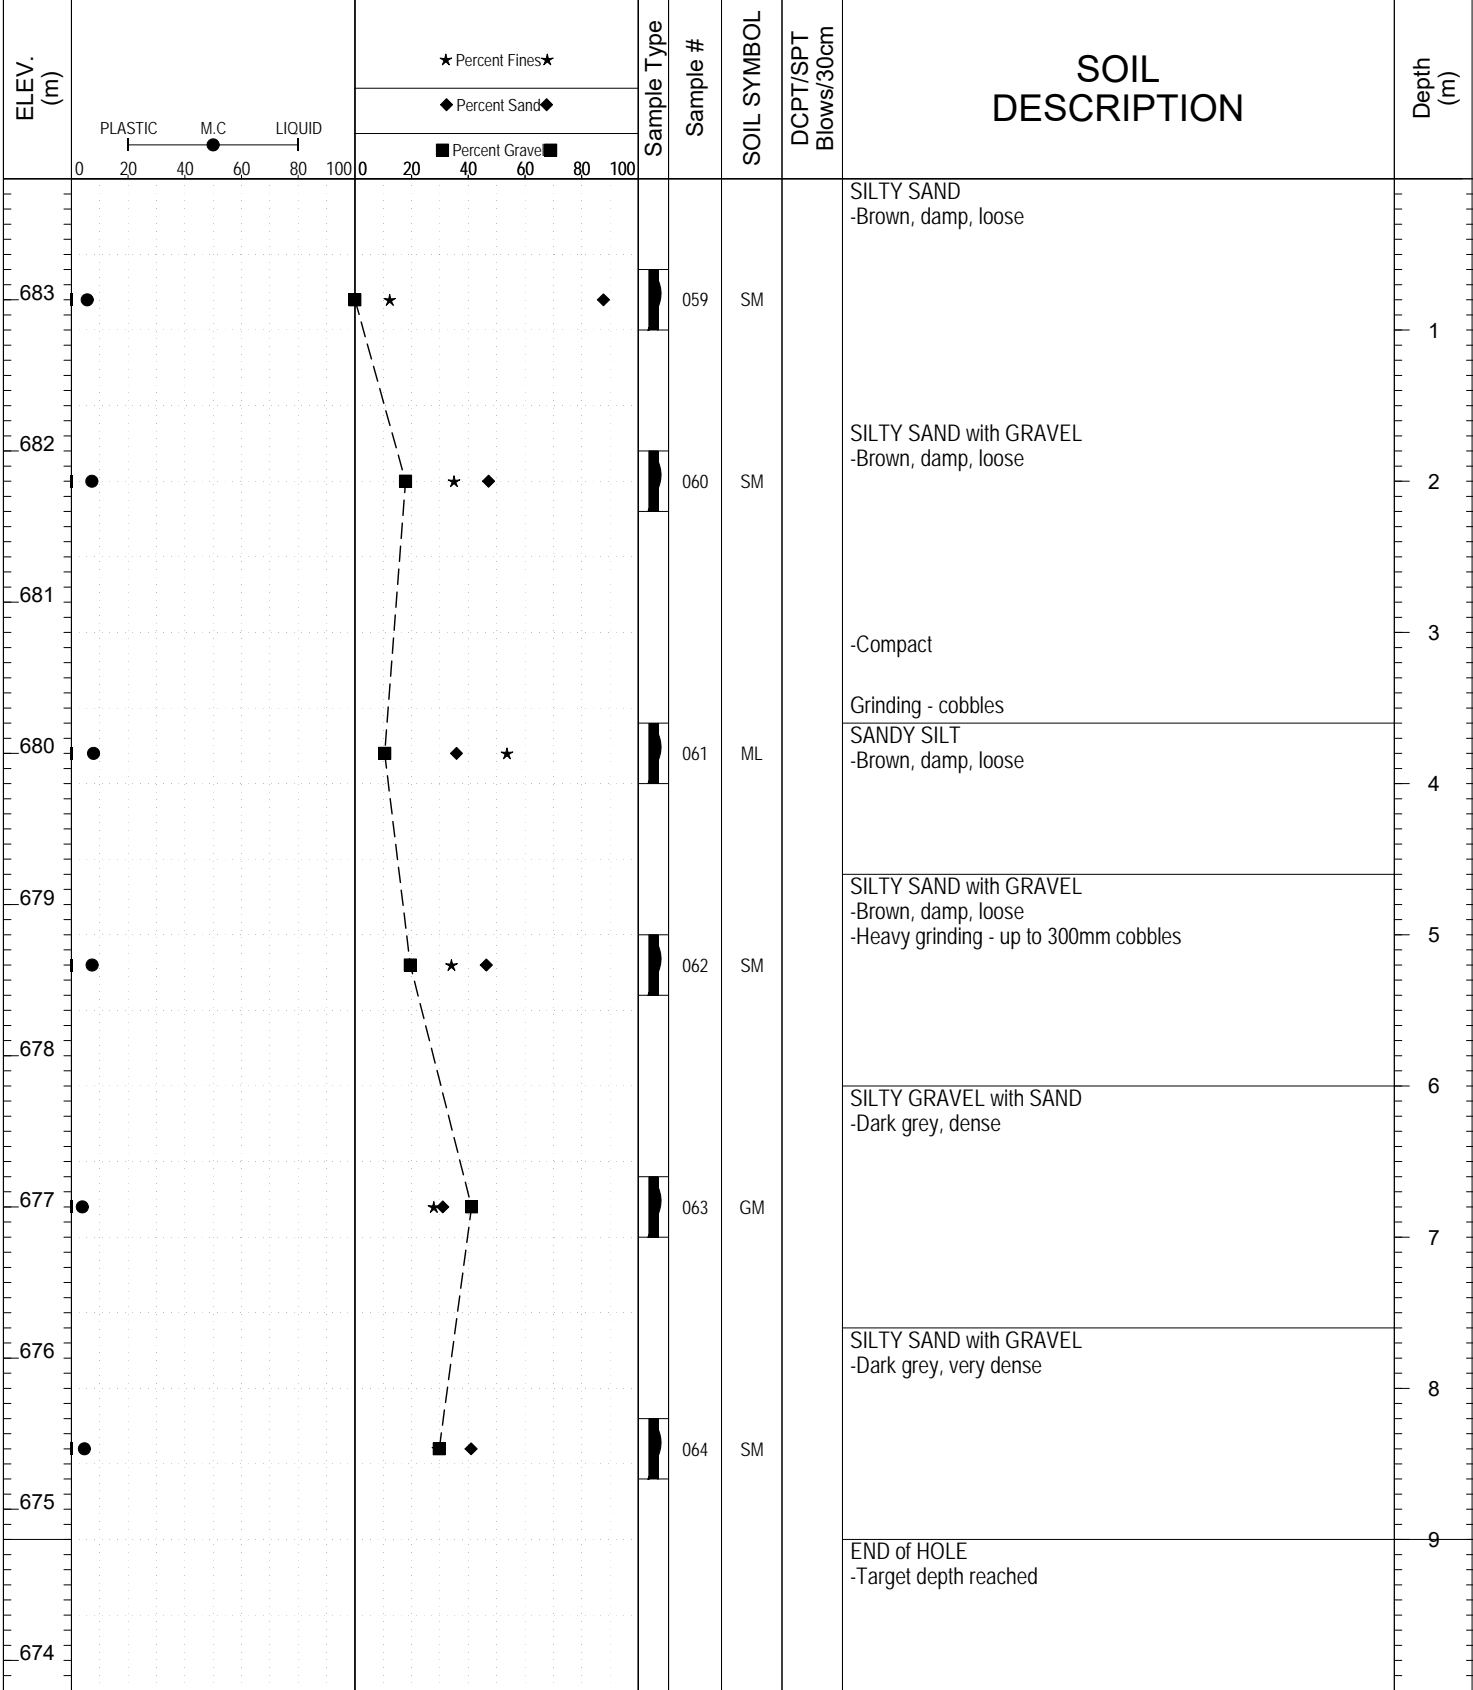 ELEV.
(m)
PLASTIC M.C LIQUID
0 20 40 60 80 100
Percent Fines
Percent Sand
Percent Gravel
0 20 40 60 80 100
Sample Type
Sample #
SOIL SYMBOL
DCPT/SPT
Blows/30cm
SOIL
DESCRIPTION
Depth
(m)
SILTY SAND
-Brown, damp, loose
683 059 SM
1
682
SILTY SAND with GRAVEL
-Brown, damp, loose
060 SM 2
681
3
-Compact
Grinding - cobbles
SANDY SILT
680 061 ML -Brown, damp, loose
4
SILTY SAND with GRAVEL
679
-Brown, damp, loose
-Heavy grinding - up to 300mm cobbles 5
062 SM
678
6
SILTY GRAVEL with SAND
-Dark grey, dense
677 063 GM
7
SILTY SAND with GRAVEL
676
-Dark grey, very dense
8
064 SM
675
9
END of HOLE
-Target depth reached
674